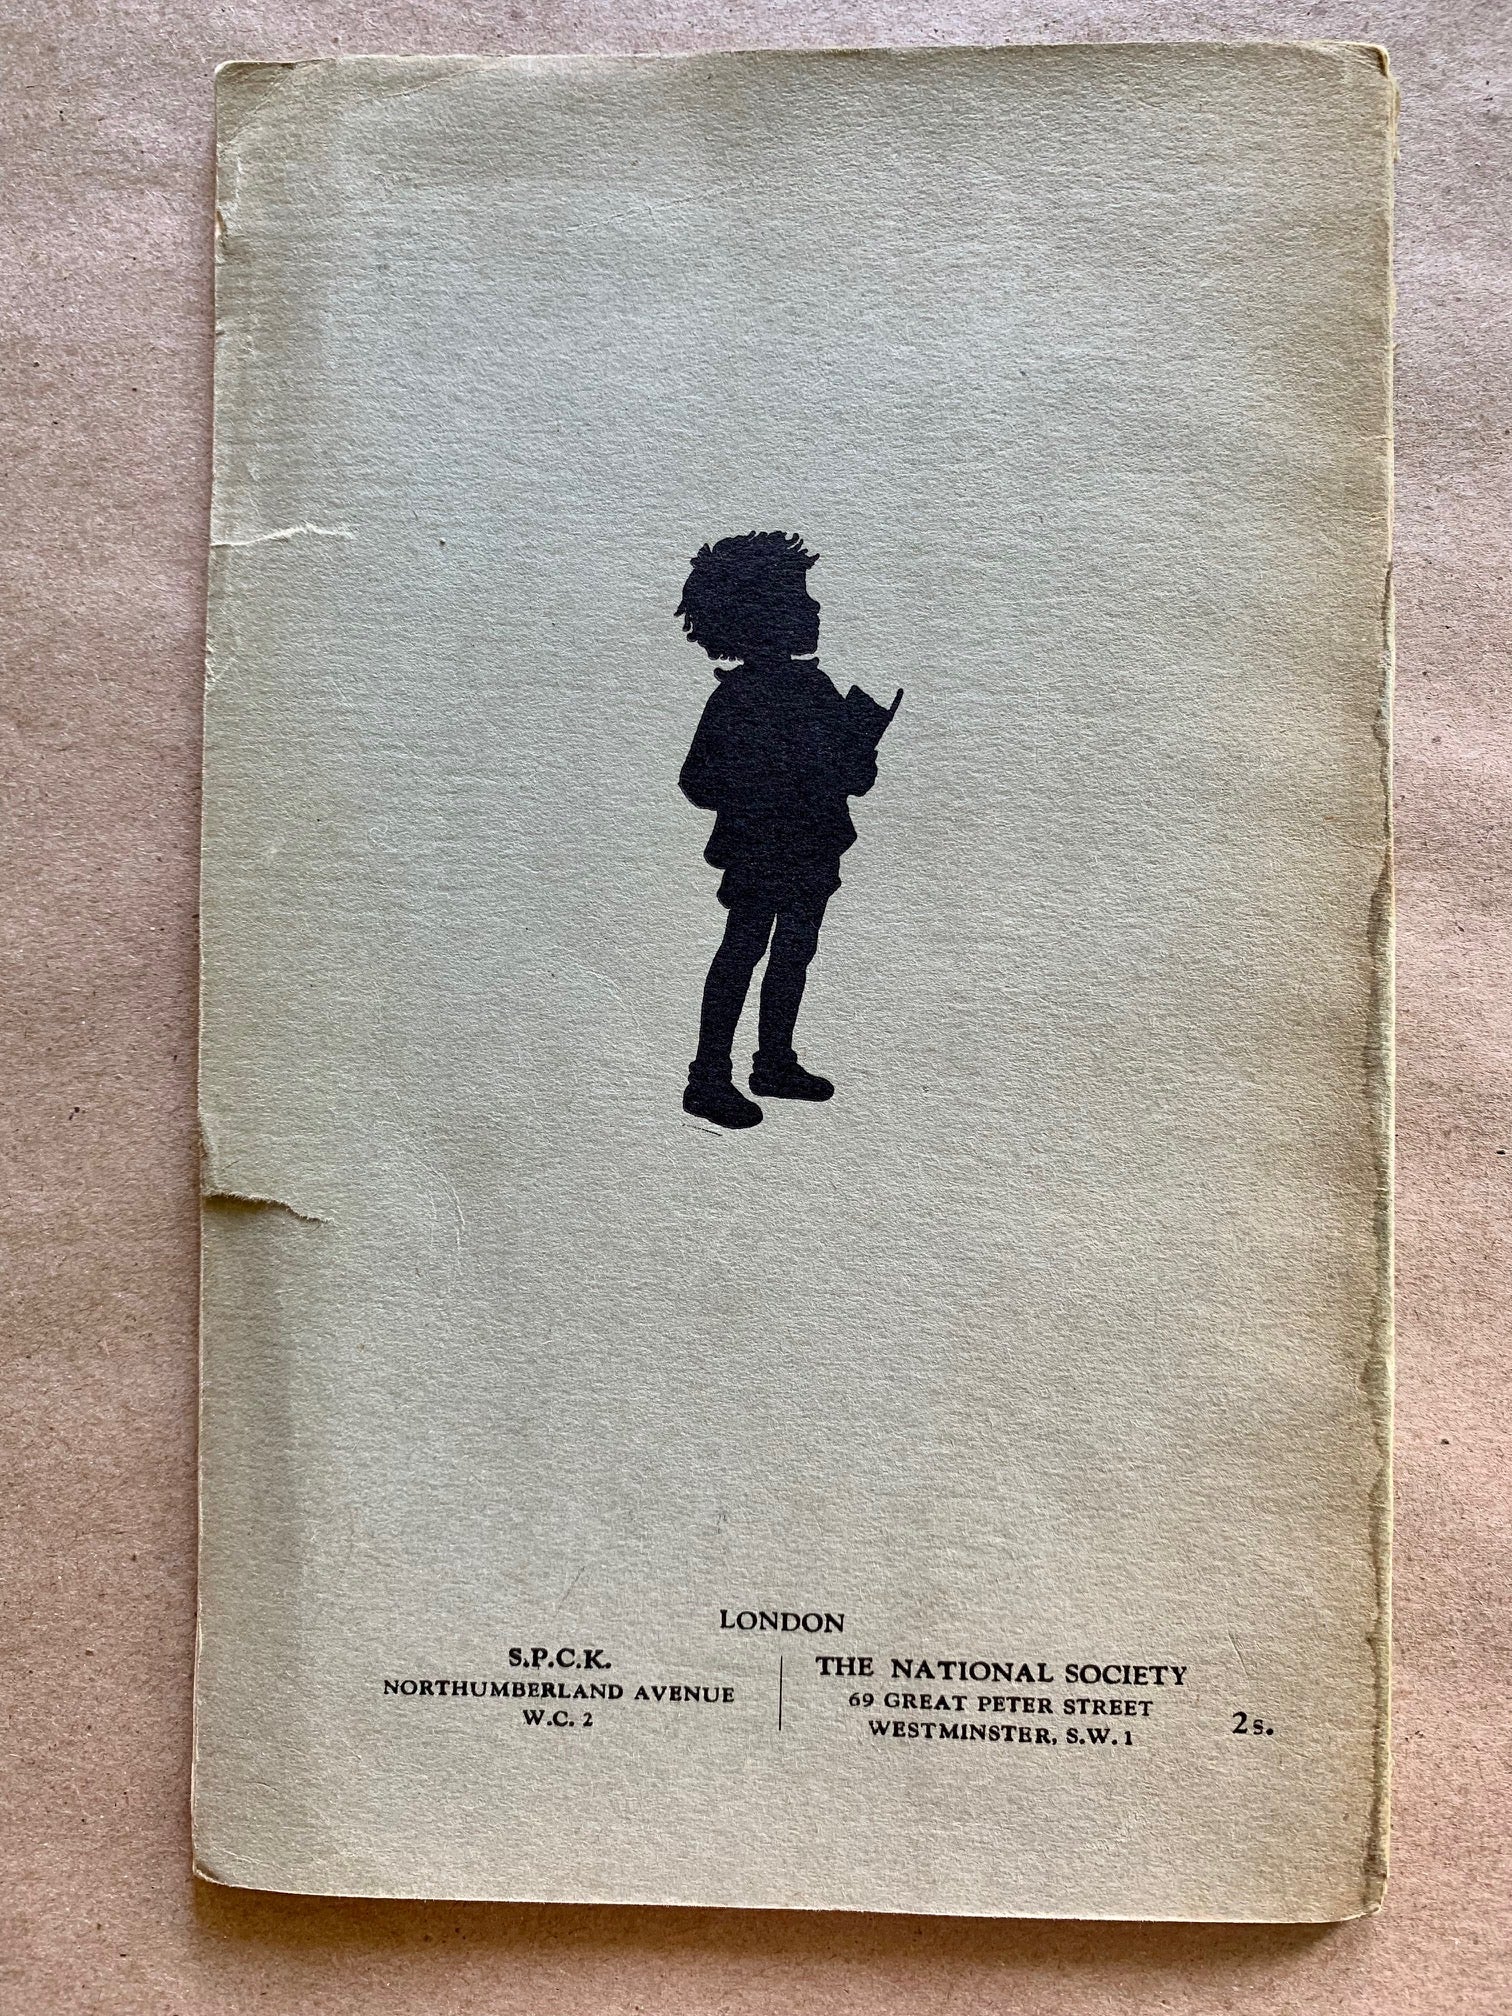 LONDON
S.P.C.K.
NORTHUMBERLAND AVENUE
W.C. 2
THE NATIONAL SOCIETY
69 GREAT PETER STREET
WESTMINSTER, S.W. 1
2s.